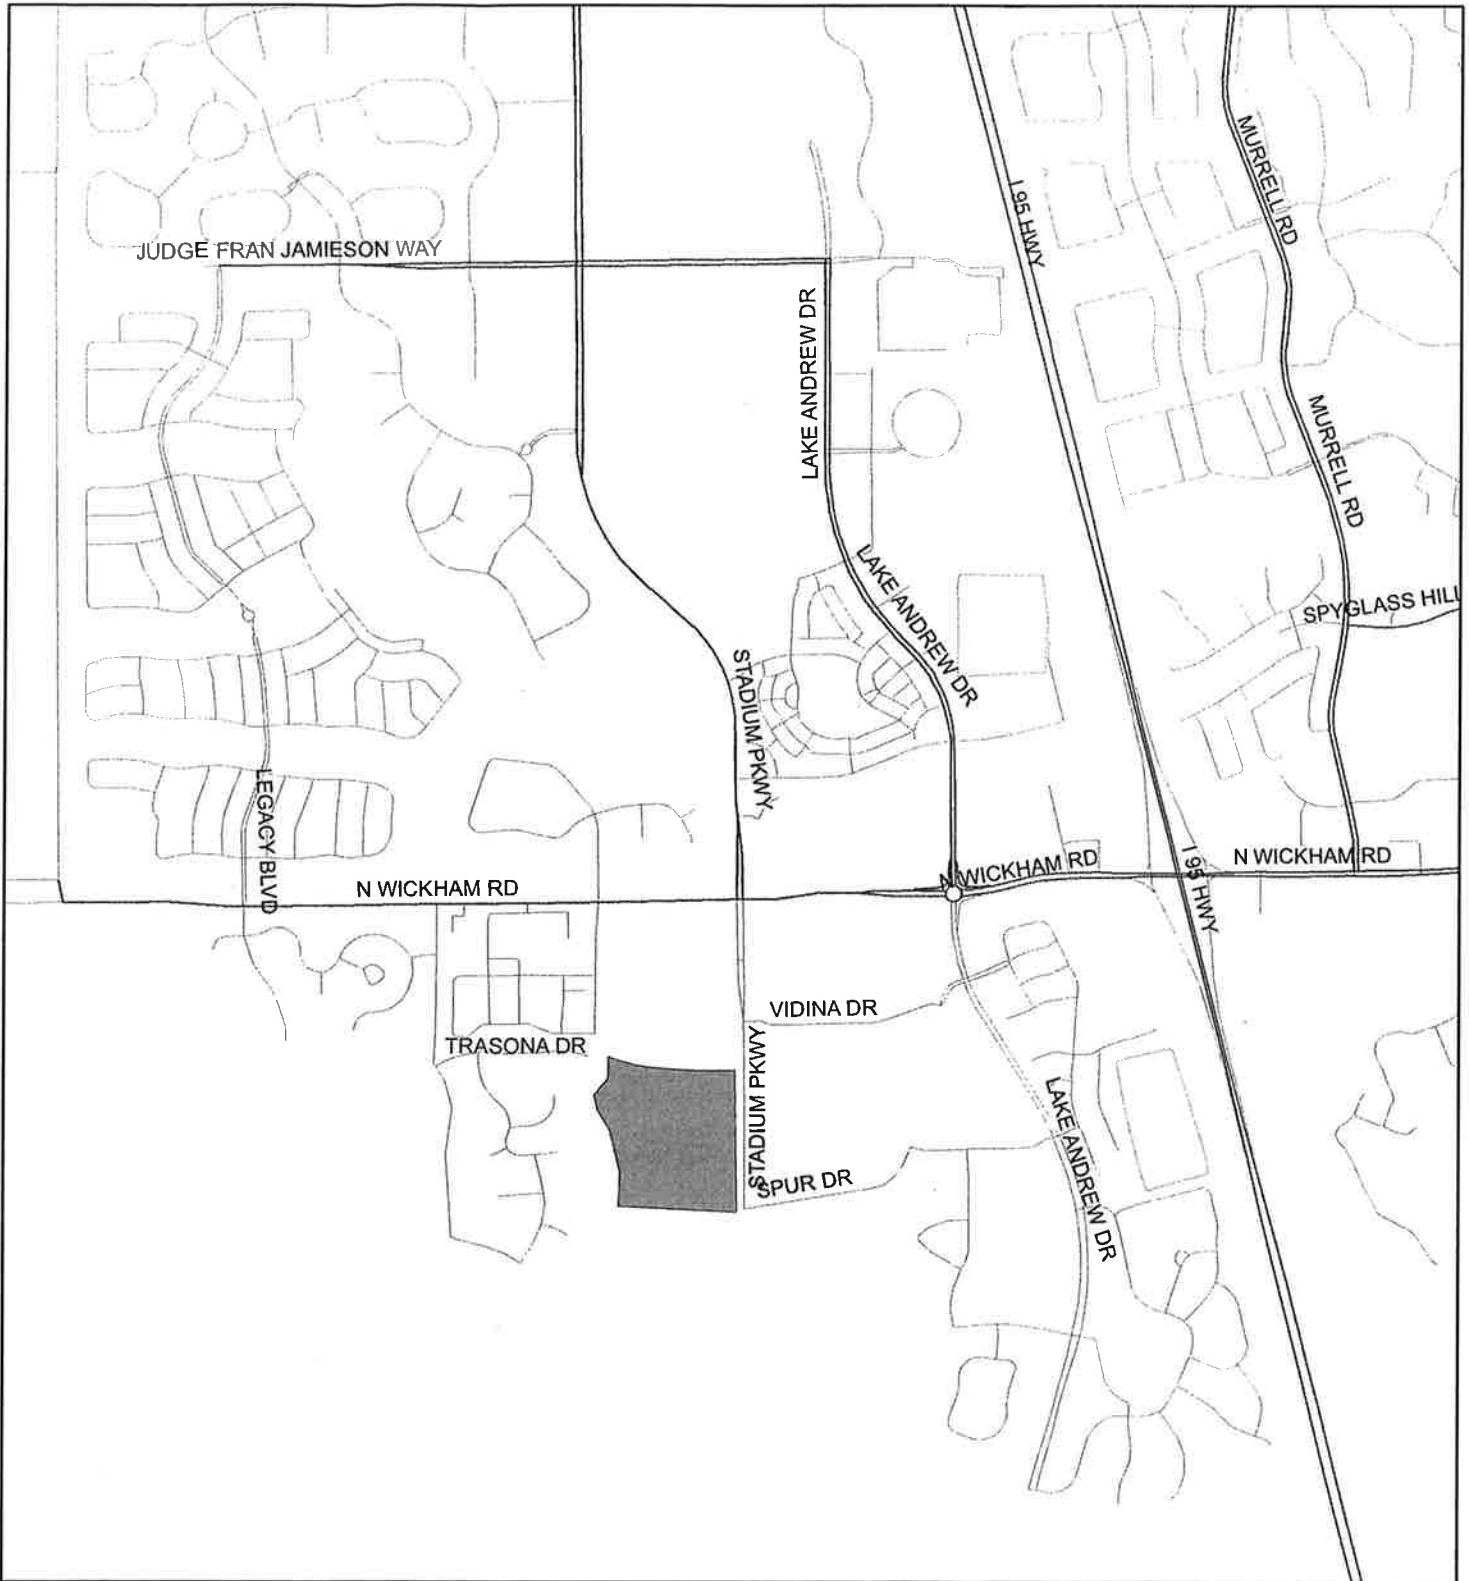 MURRELL RD
I 95 HWY
JUDGE FRAN JAMIESON WAY
LAKE ANDREW DR
MURRELL RD
LAKE ANDREW DR
SPYGLASS HILL
STADIUM PKWY
LEGACY BLVD
N WICKHAM RD
N WICKHAM RD
N WICKHAM RD
I 95 HWY
VIDINA DR
TRASONA DR
STADIUM PKWY
LAKE ANDREW DR
SPUR DR